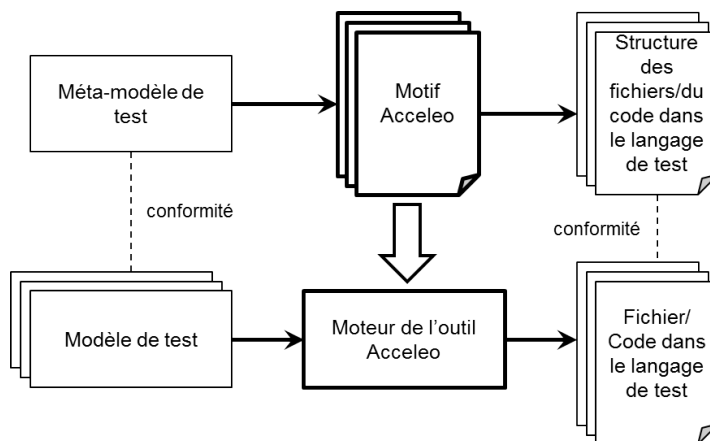 Méta-modèle de
test
Motif
Acceleo
Structure
des
fichiers/du
code dans
le langage
de test
conformité
conformité
Modèle de test
Moteur de l’outil
Acceleo
Fichier/
Code dans
le langage
de test